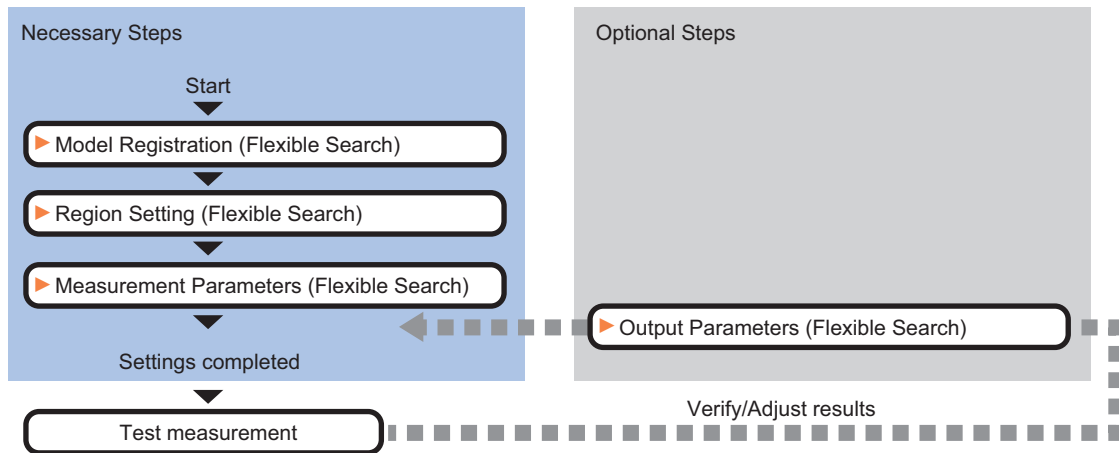 Necessary Steps
Start
Model Registration (Flexible Search)
Region Setting (Flexible Search)
Measurement Parameters (Flexible Search)
Settings completed
Test measurement
Optional Steps
Output Parameters (Flexible Search)
Verify/Adjust results